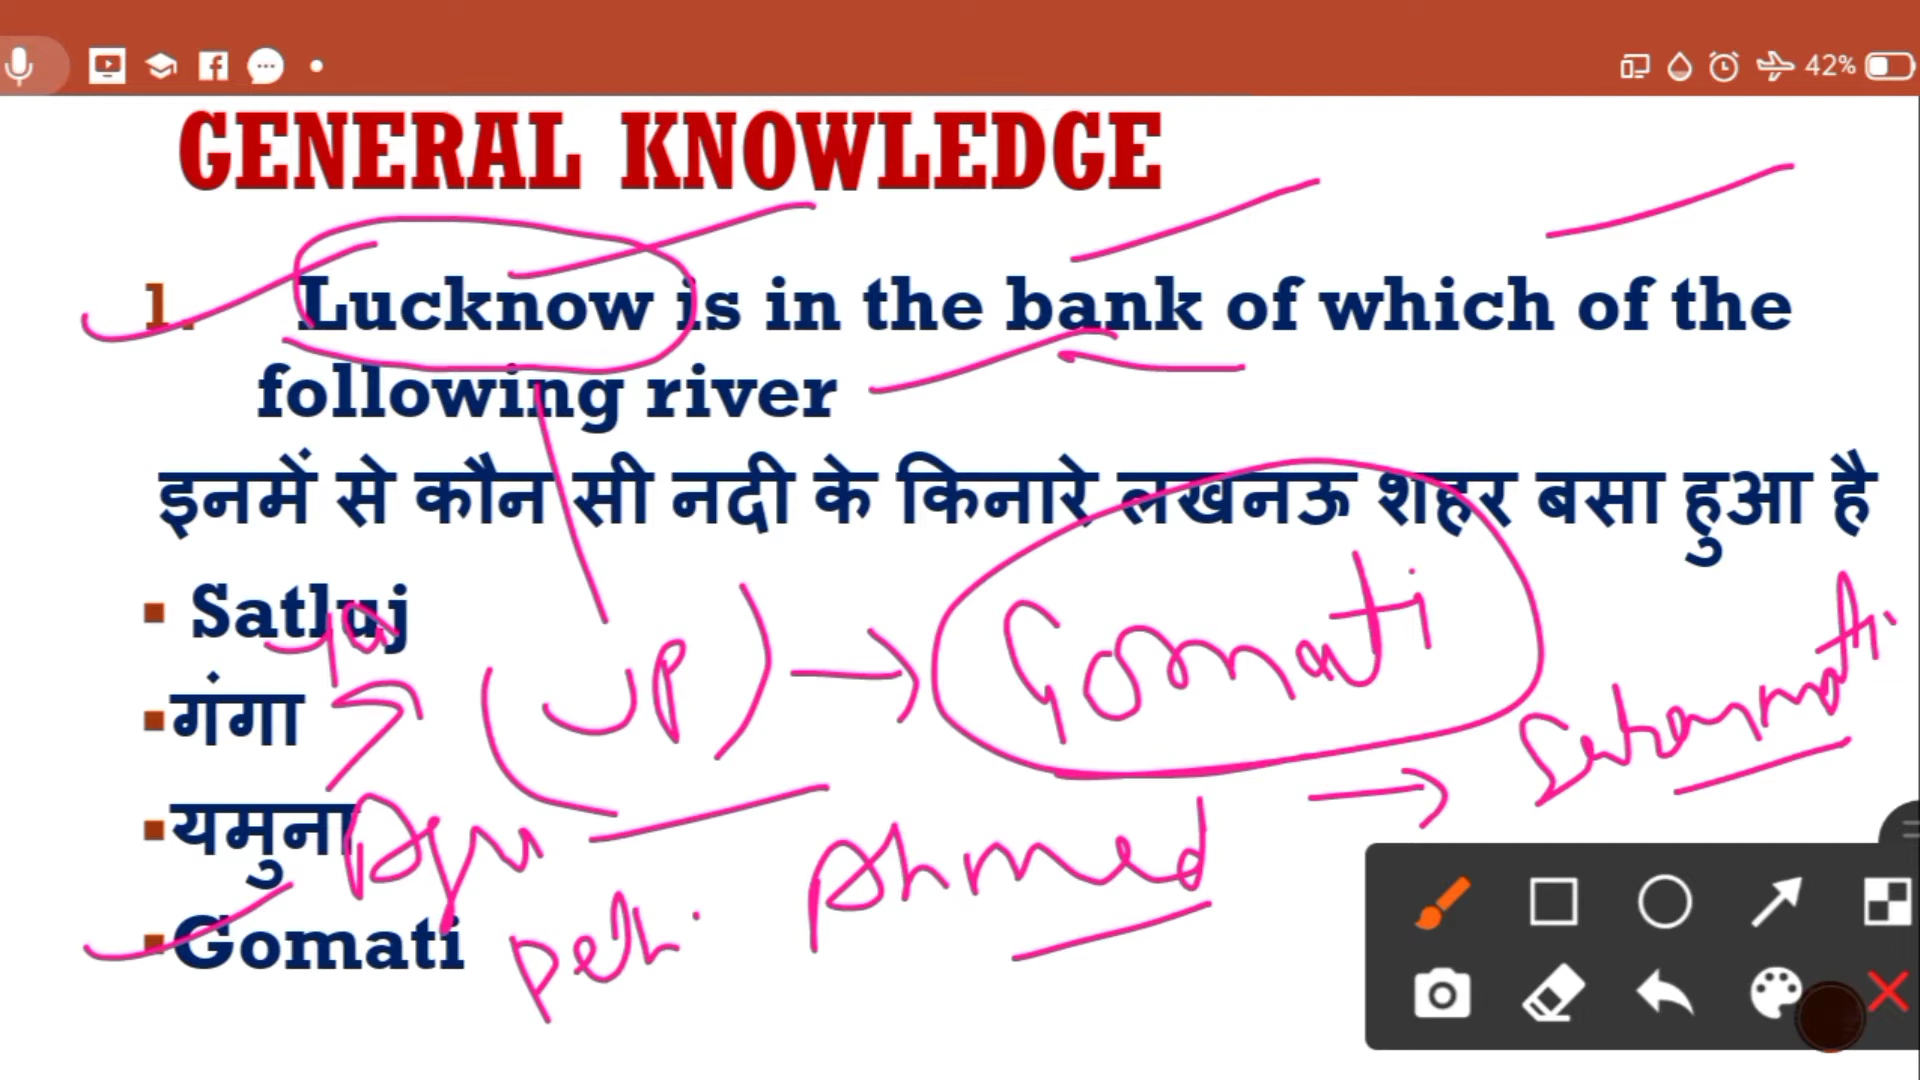 42%
GENERAL KNOWLEDGE
1. Lucknow is in the bank of which of the
following river
इनमें से कौन सी नदी के किनारे लखनऊ शहर बसा हुआ है
Satluj
गंगा
(UP) → Gomati
यमुना
Ahmed
Gomati